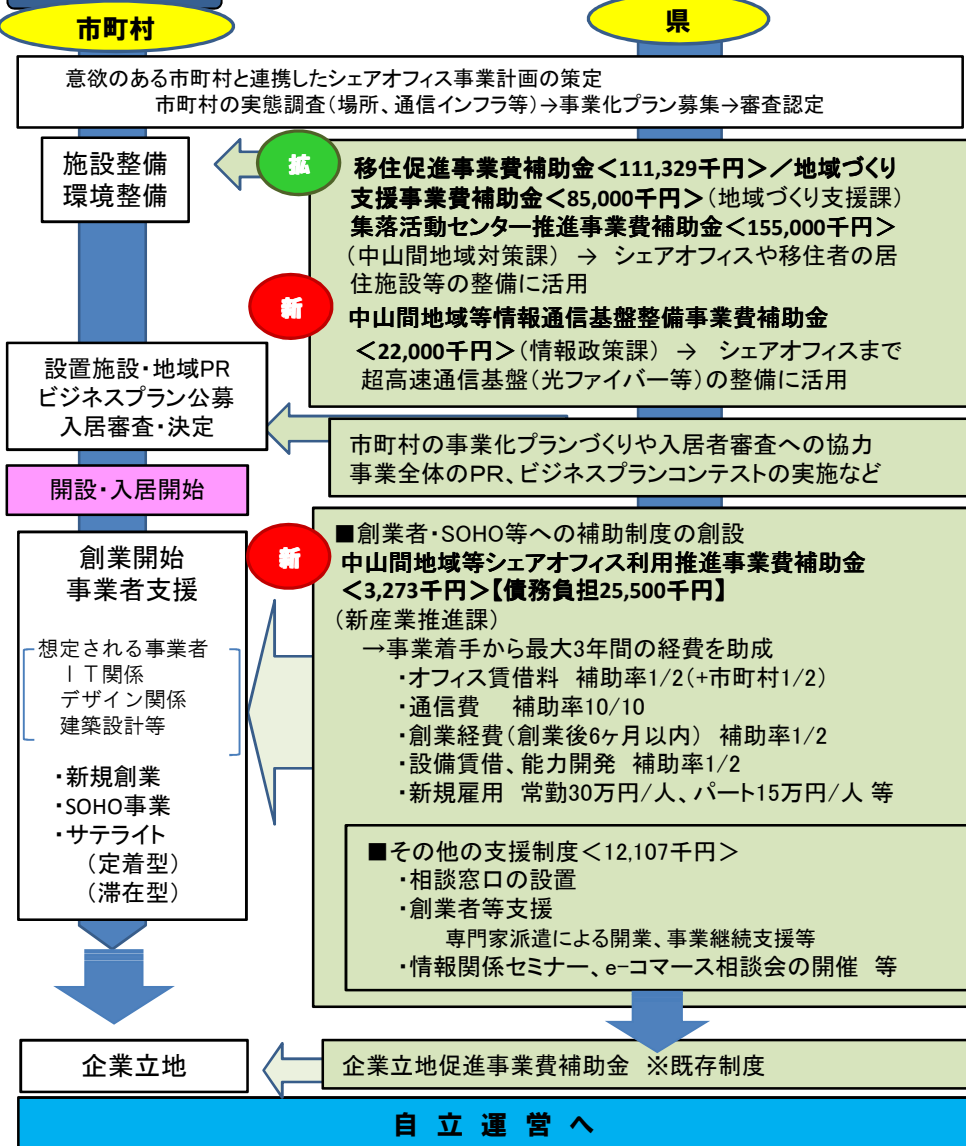 市町村
県
意欲のある市町村と連携したシェアオフィス事業計画の策定
市町村の実態調査(場所、通信インフラ等)→事業化プラン募集→審査認定
施設整備
環境整備
拡
移住促進事業費補助金<111,329千円>/地域づくり
支援事業費補助金<85,000千円>(地域づくり支援課)
集落活動センター推進事業費補助金<155,000千円>
(中山間地域対策課) → シェアオフィスや移住者の居
住施設等の整備に活用
新
中山間地域等情報通信基盤整備事業費補助金
<22,000千円>(情報政策課) → シェアオフィスまで
超高速通信基盤(光ファイバー等)の整備に活用
設置施設・地域PR
ビジネスプラン公募
入居審査・決定
市町村の事業化プランづくりや入居者審査への協力
事業全体のPR、ビジネスプランコンテストの実施など
開設・入居開始
創業開始
事業者支援
想定される事業者
IT関係
デザイン関係
建築設計等
・新規創業
・SOHO事業
・サテライト
(定着型)
(滞在型)
新
■創業者・SOHO等への補助制度の創設
中山間地域等シェアオフィス利用推進事業費補助金
<3,273千円>【債務負担25,500千円】
(新産業推進課)
→事業着手から最大3年間の経費を助成
・オフィス賃借料 補助率1/2(+市町村1/2)
・通信費 補助率10/10
・創業経費(創業後6ヶ月以内) 補助率1/2
・設備賃借、能力開発 補助率1/2
・新規雇用 常勤30万円/人、パート15万円/人 等
■その他の支援制度<12,107千円>
・相談窓口の設置
・創業者等支援
専門家派遣による開業、事業継続支援等
・情報関係セミナー、e-コマース相談会の開催 等
企業立地
企業立地促進事業費補助金 ※既存制度
自 立 運 営 へ